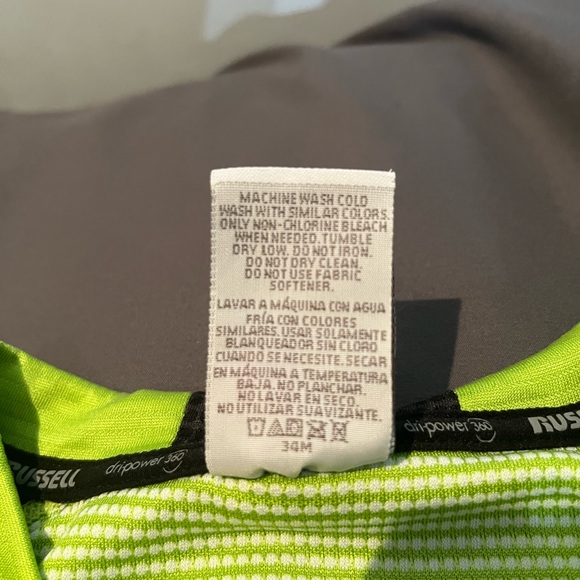 MACHINE WASH COLD
WASH WITH SIMILAR COLORS.
ONLY NON-CHLORINE BLEACH
WHEN NEEDED. TUMBLE
DRY LOW. DO NOT IRON.
DO NOT DRY CLEAN.
DO NOT USE FABRIC
SOFTENER.
LAVAR A MÁQUINA CON AGUA
FRÍA CON COLORES
SIMILARES. USAR SOLAMENTE
BLANQUEADOR SIN CLORO
CUANDO SE NECESITE. SECAR
EN MÁQUINA A TEMPERATURA
BAJA. NO PLANCHAR.
NO LAVAR EN SECO.
NO UTILIZAR SUAVIZANTE.
34M
RUSSELL dri·power 360
dri·power 360 RUSS